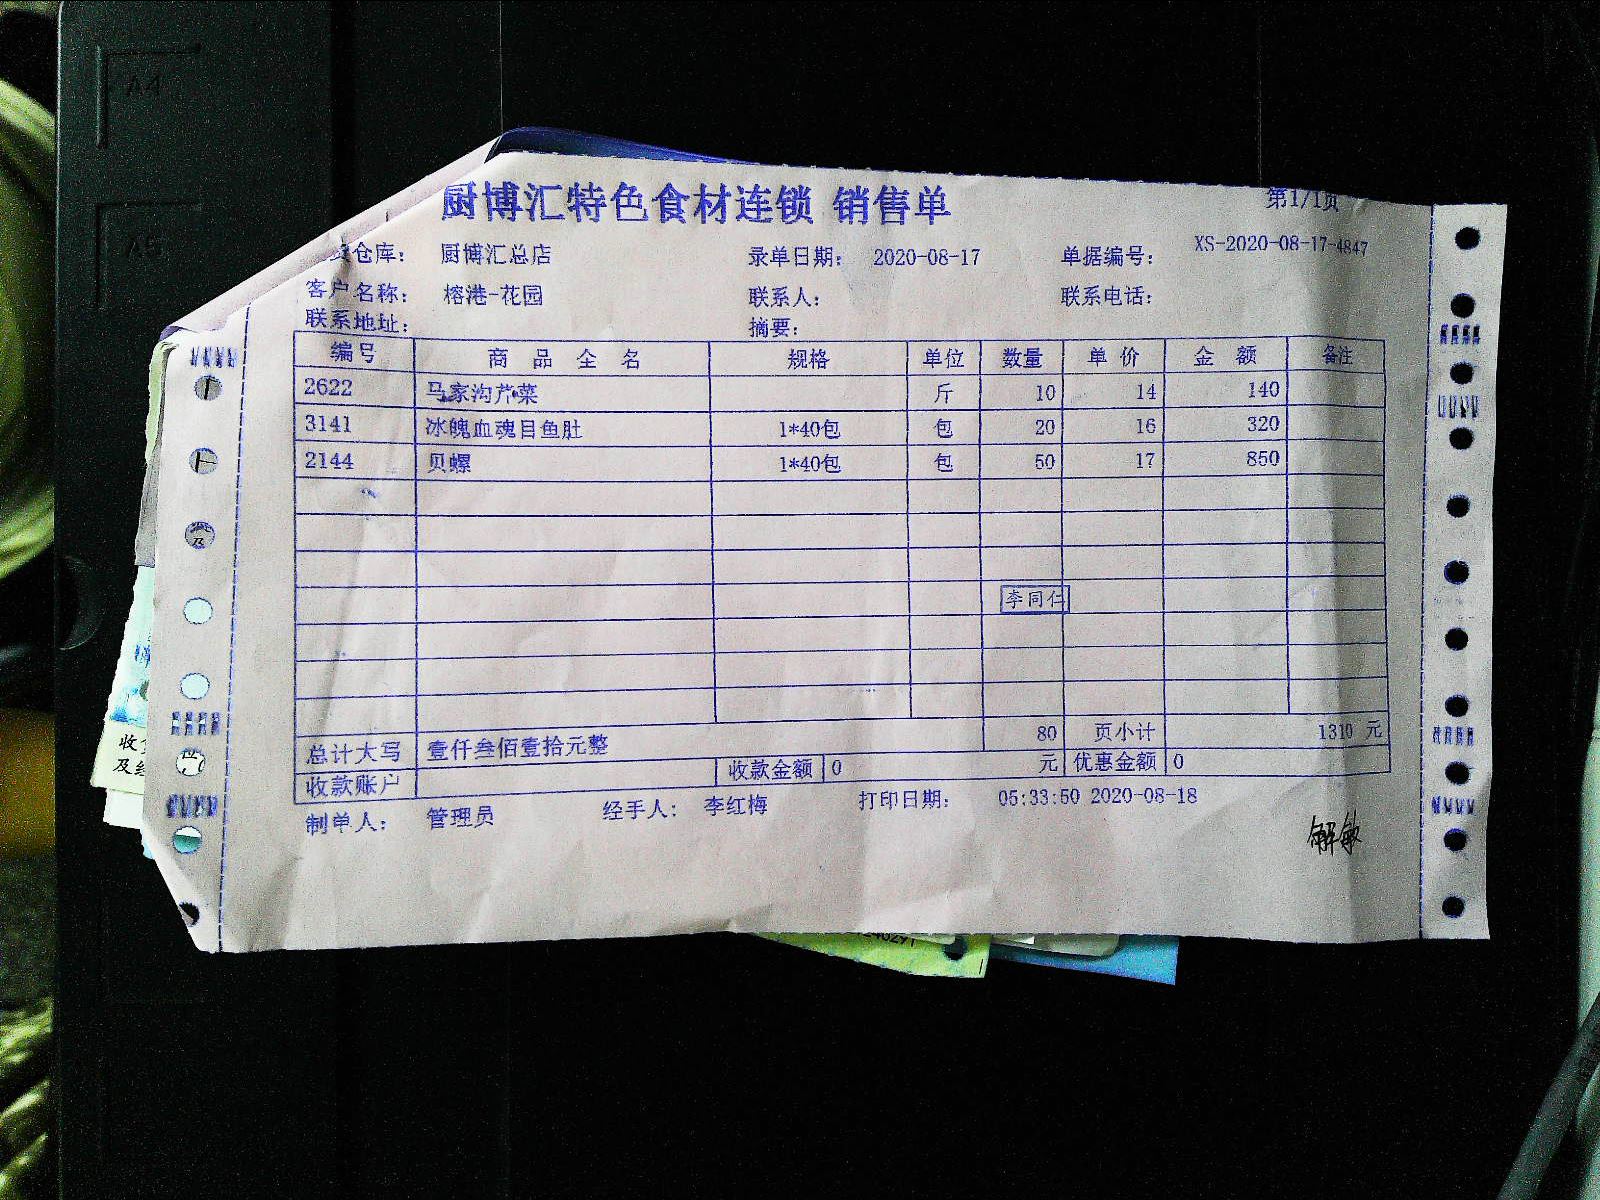 A4
A5
厨博汇特色食材连锁 销售单
第1/1页
仓库: 厨博汇总店 录单日期: 2020-08-17 单据编号: XS-2020-08-17-4847
客户名称: 榕港-花园 联系人: 联系电话:
联系地址: 摘要:
编号 商品全名 规格 单位 数量 单价 金额 备注
2622 马家沟芹菜 斤 10 14 140
3141 冰魄血魂目鱼肚 1*40包 包 20 16 320
2144 贝螺 1*40包 包 50 17 850
李同仁
总计大写 壹仟叁佰壹拾元整 80 页小计 1310 元
收款账户 收款金额 0 元 优惠金额 0
制单人: 管理员 经手人: 李红梅 打印日期: 05:33:50 2020-08-18
解敏
收
及经